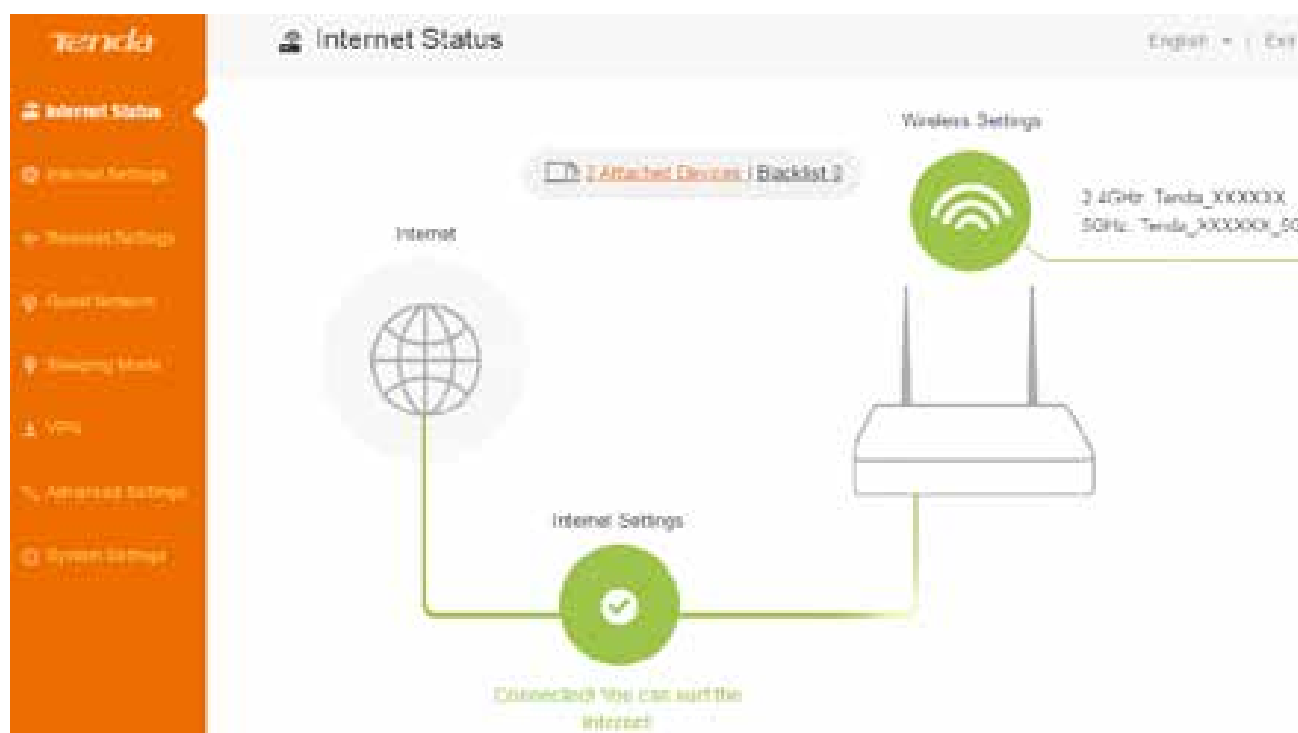 Tenda
Internet Status
English
Internet Status
Internet Settings
Wireless Settings
Guest Network
Sleeping Mode
VPN
Advanced Settings
System Settings
Wireless Settings
2 Attached Devices | Blacklist
2.4GHz: Tenda_XXXXXX
Internet
Internet Settings
Connected! You can surf the
Internet